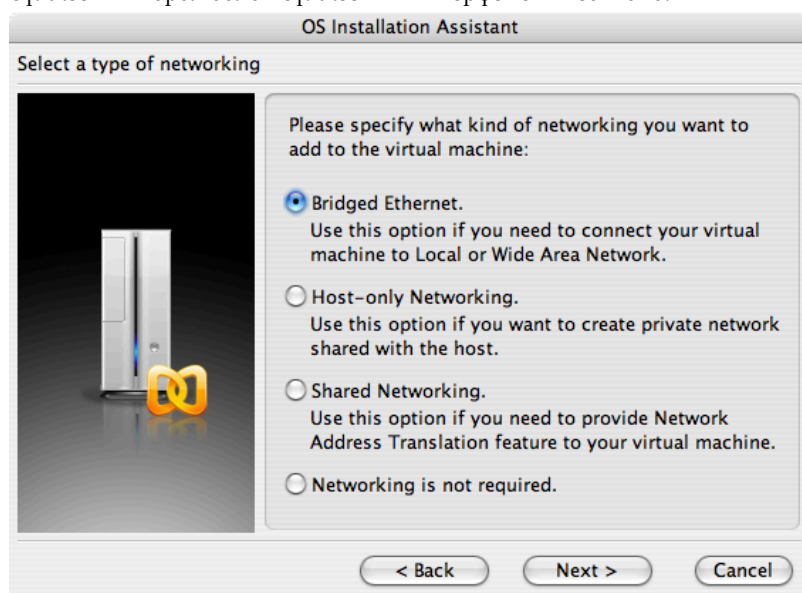 OS Installation Assistant
Select a type of networking
Please specify what kind of networking you want to
add to the virtual machine:
Bridged Ethernet.
Use this option if you need to connect your virtual
machine to Local or Wide Area Network.
Host-only Networking.
Use this option if you want to create private network
shared with the host.
Shared Networking.
Use this option if you need to provide Network
Address Translation feature to your virtual machine.
Networking is not required.
< Back
Next >
Cancel